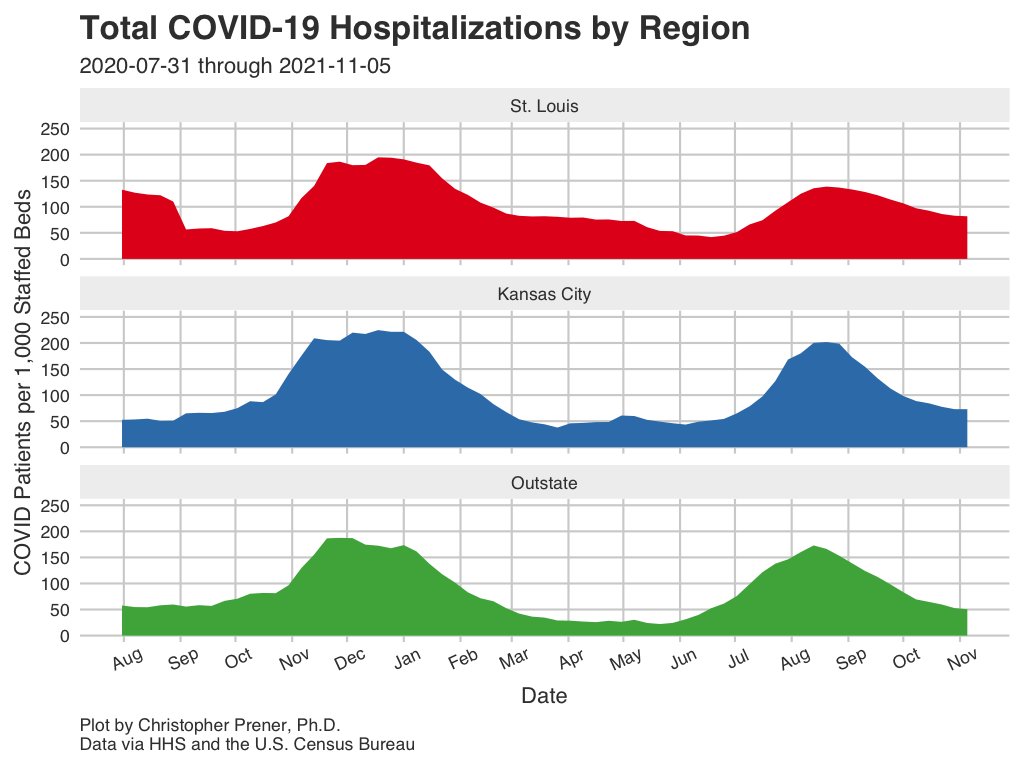 Total COVID-19 Hospitalizations by Region
2020-07-31 through 2021-11-05
COVID Patients per 1,000 Staffed Beds
St. Louis
250
200
150
100
50
0
Kansas City
250
200
150
100
50
0
Outstate
250
200
150
100
50
0
Aug Sep Oct Nov Dec Jan Feb Mar Apr May Jun Jul Aug Sep Oct Nov
Date
Plot by Christopher Prener, Ph.D.
Data via HHS and the U.S. Census Bureau